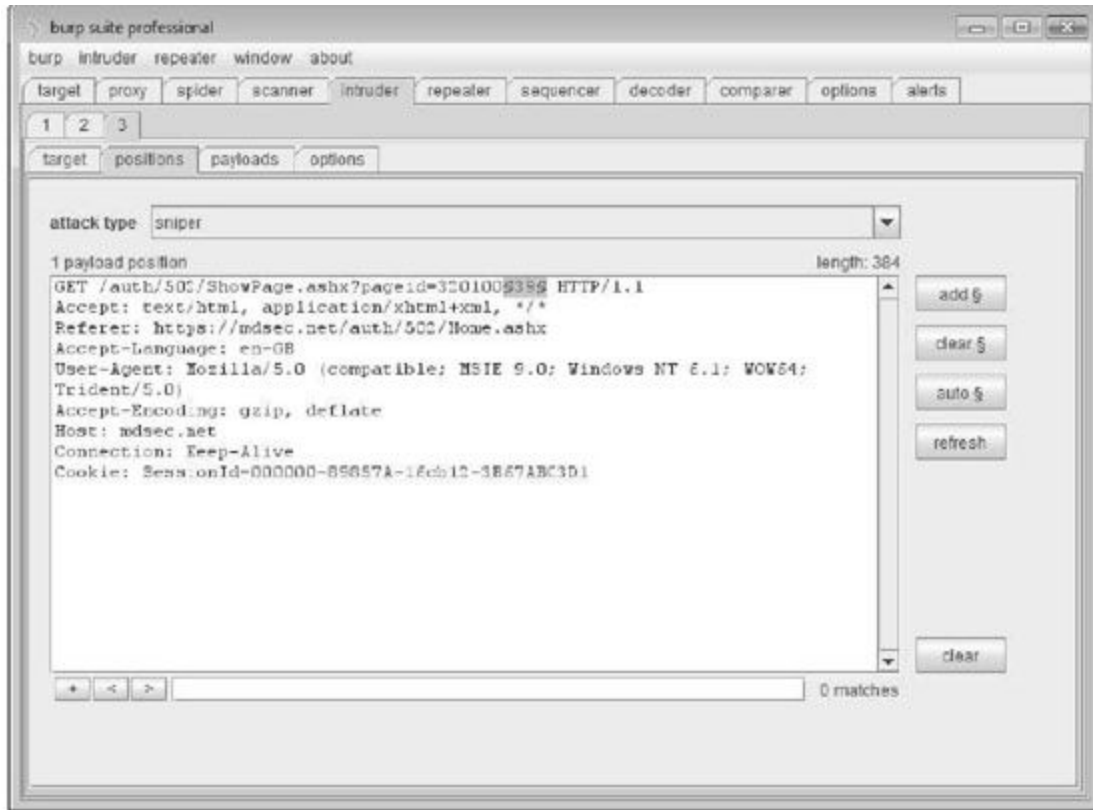 burp suite professional
burp intruder repeater window about
target proxy spider scanner intruder repeater sequencer decoder comparer options alerts
1 2 3
target positions payloads options
attack type sniper
1 payload position length: 384
GET /auth/502/ShowPage.ashx?pageid=320100§39§ HTTP/1.1
Accept: text/html, application/xhtml+xml, */*
Referer: https://mdsec.net/auth/502/Home.ashx
Accept-Language: en-GB
User-Agent: Mozilla/5.0 (compatible; MSIE 9.0; Windows NT 6.1; WOW64;
Trident/5.0)
Accept-Encoding: gzip, deflate
Host: mdsec.net
Connection: Keep-Alive
Cookie:
add §
clear §
auto §
refresh
clear
+ < > 0 matches